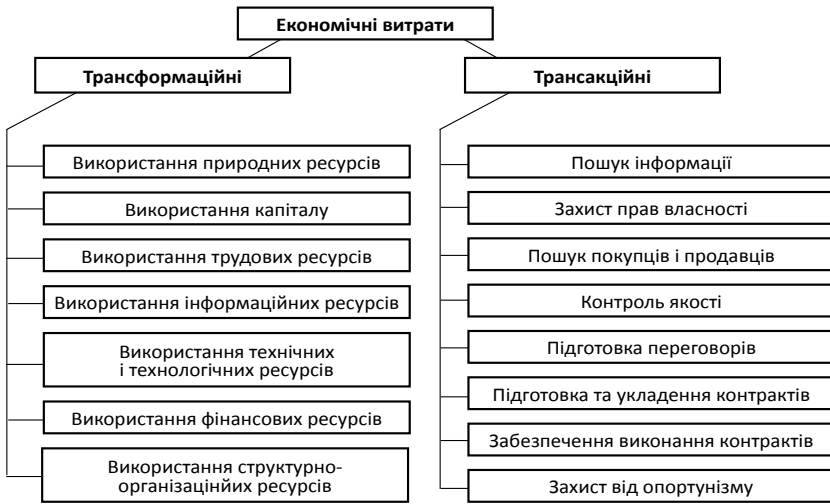 Економічні витрати
Трансформаційні
Використання природних ресурсів
Використання капіталу
Використання трудових ресурсів
Використання інформаційних ресурсів
Використання технічних
і технологічних ресурсів
Використання фінансових ресурсів
Використання структурно-
організацінйих ресурсів
Трансакційні
Пошук інформації
Захист прав власності
Пошук покупців і продавців
Контроль якості
Підготовка переговорів
Підготовка та укладення контрактів
Забезпечення виконання контрактів
Захист від опортунізму